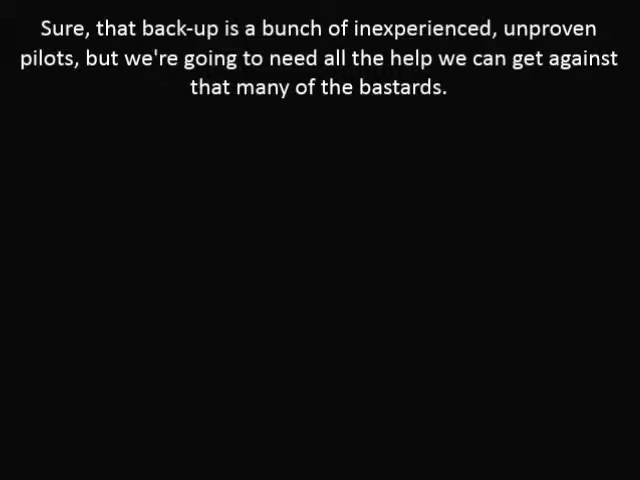 Sure, that back-up is a bunch of inexperienced, unproven
pilots, but we're going to need all the help we can get against
that many of the bastards.